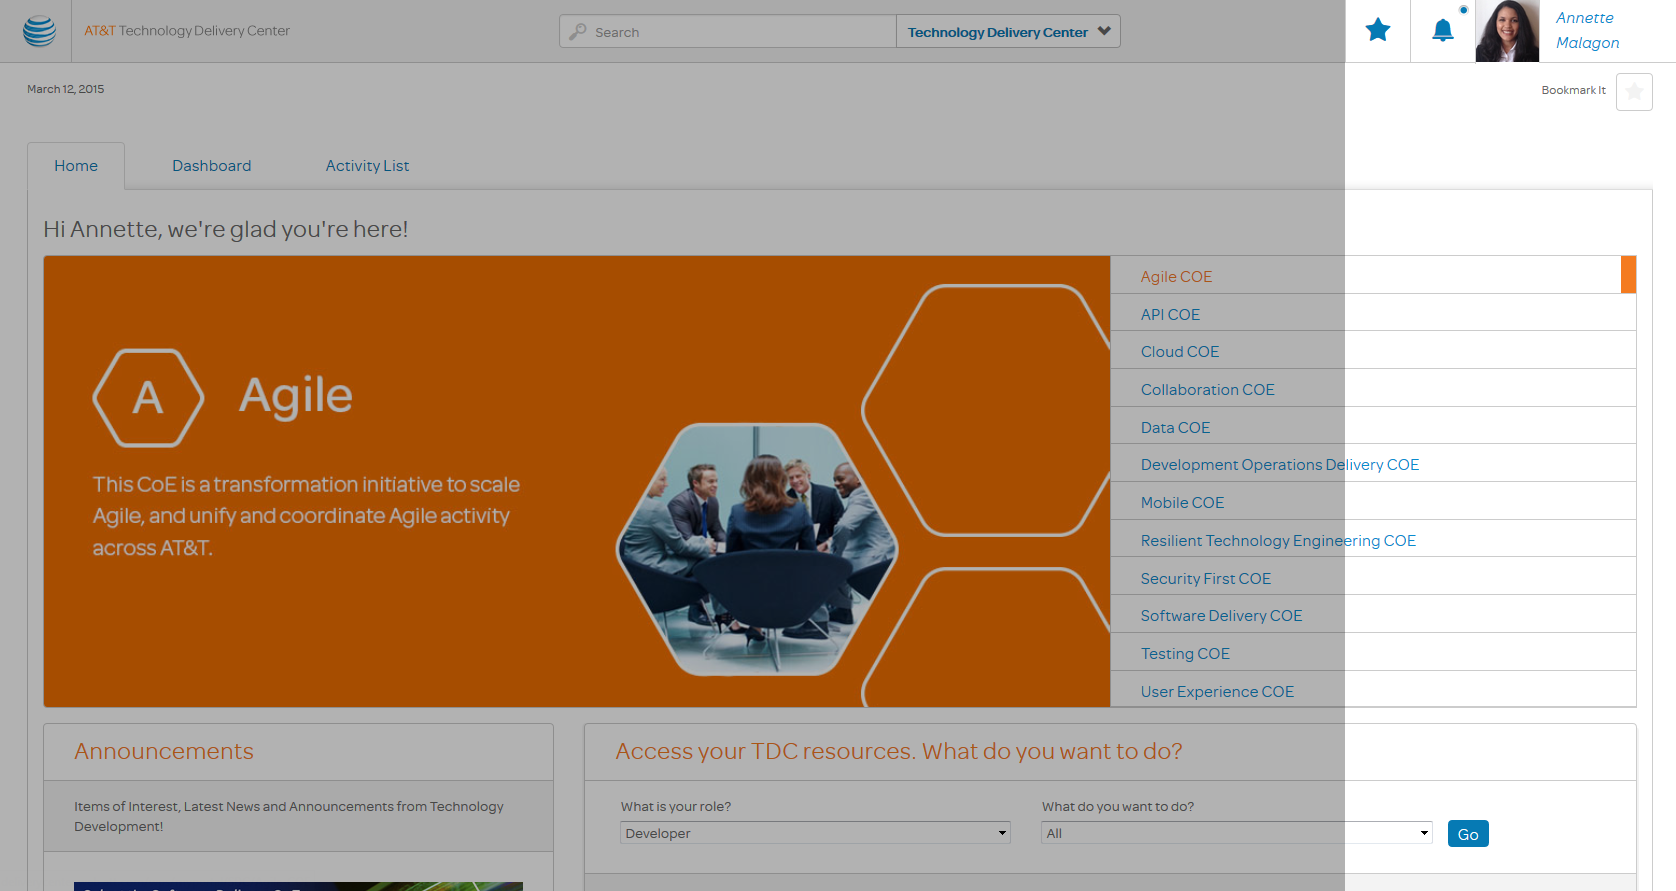 AT&T Technology Delivery Center
Search
Technology Delivery Center
Annette
Malagon
March 12, 2015
Bookmark It
Home
Dashboard
Activity List
Hi Annette, we're glad you're here!
A
Agile
This CoE is a transformation initiative to scale
Agile, and unify and coordinate Agile activity
across AT&T.
Agile COE
API COE
Cloud COE
Collaboration COE
Data COE
Development Operations Delivery COE
Mobile COE
Resilient Technology Engineering COE
Security First COE
Software Delivery COE
Testing COE
User Experience COE
Announcements
Items of Interest, Latest News and Announcements from Technology
Development!
Access your TDC resources. What do you want to do?
What is your role?
Developer
What do you want to do?
All
Go